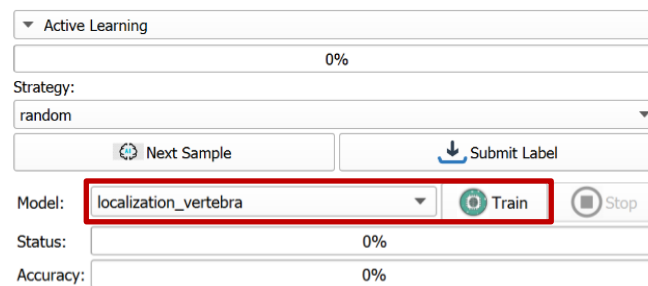 Active Learning
0%
Strategy:
random
Next Sample Submit Label
Model: localization_vertebra Train Stop
Status: 0%
Accuracy: 0%